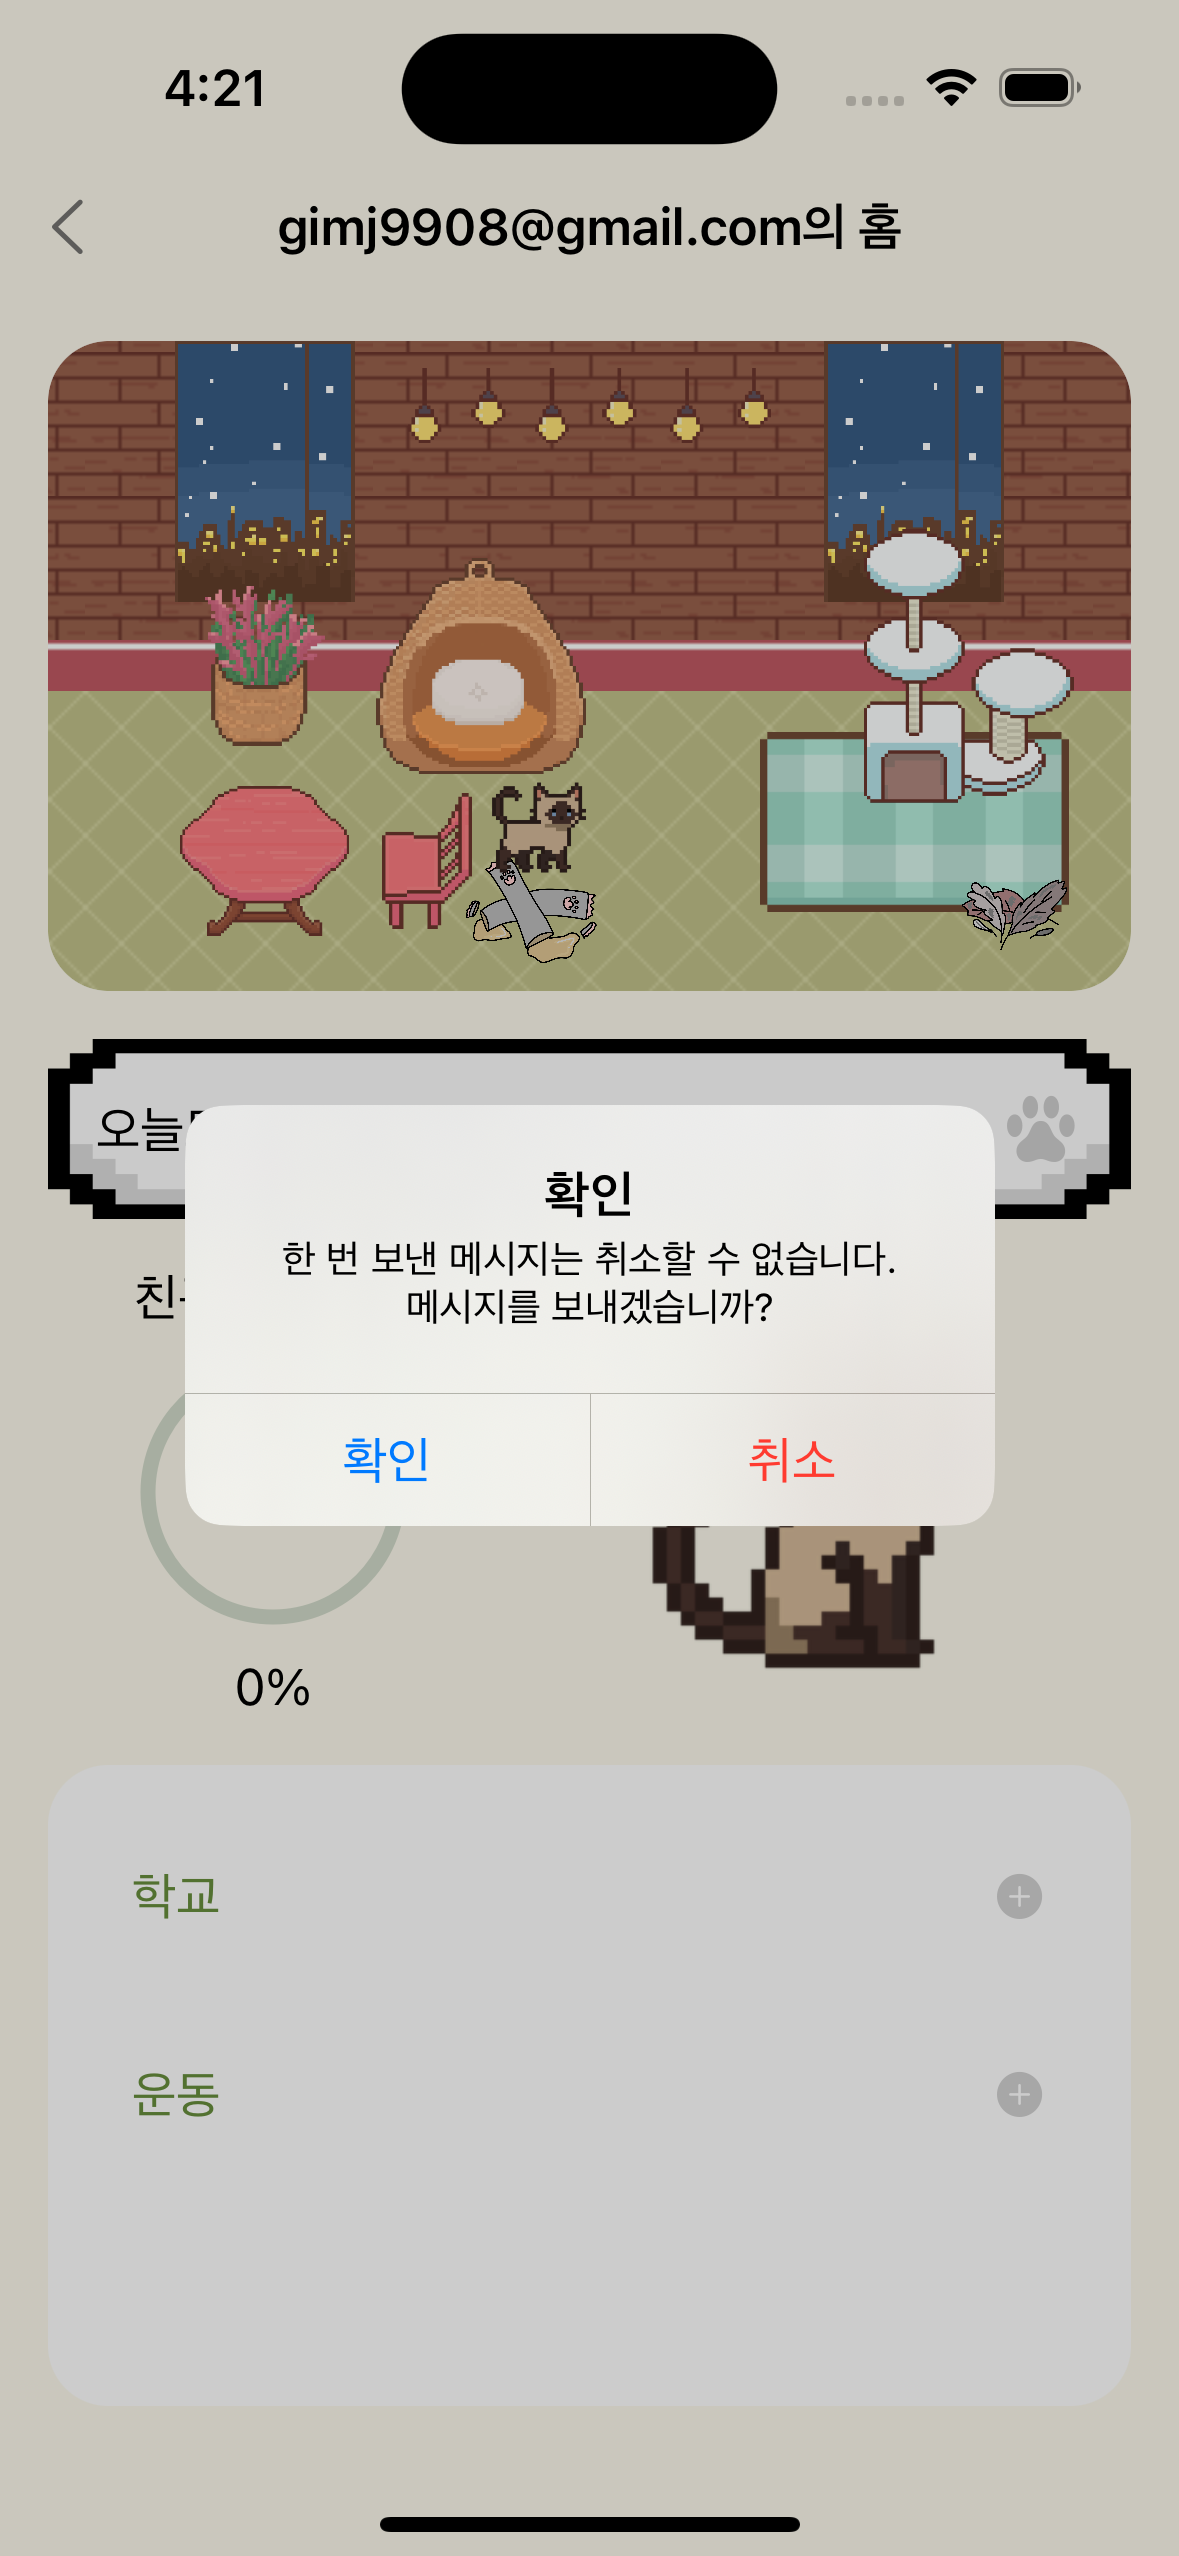 4:21
gimj9908@gmail.com의 홈
오늘
확인
한 번 보낸 메시지는 취소할 수 없습니다.
메시지를 보내겠습니까?
확인
취소
0%
학교
운동